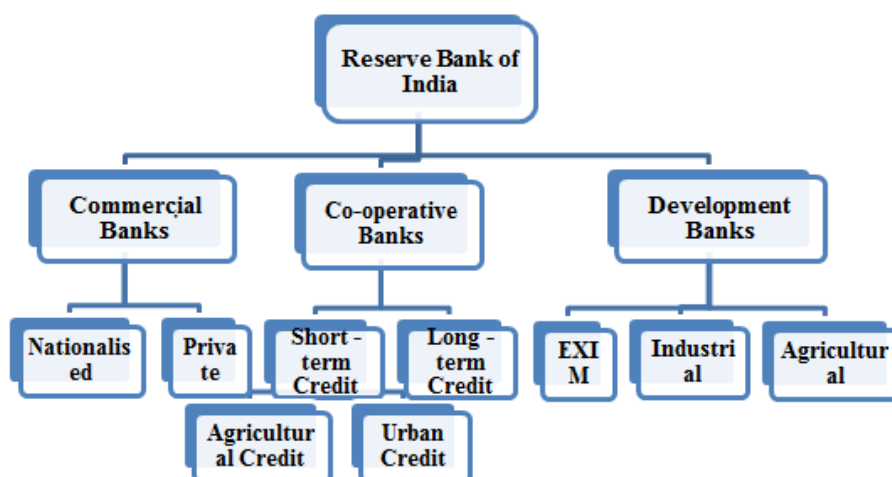 Reserve Bank of
India
Commercial
Banks
Co-operative
Banks
Development
Banks
Nationalis
ed
Priva
te
Short -
term
Credit
Long -
term
Credit
EXI
M
Industri
al
Agricultur
al
Agricultur
al Credit
Urban
Credit